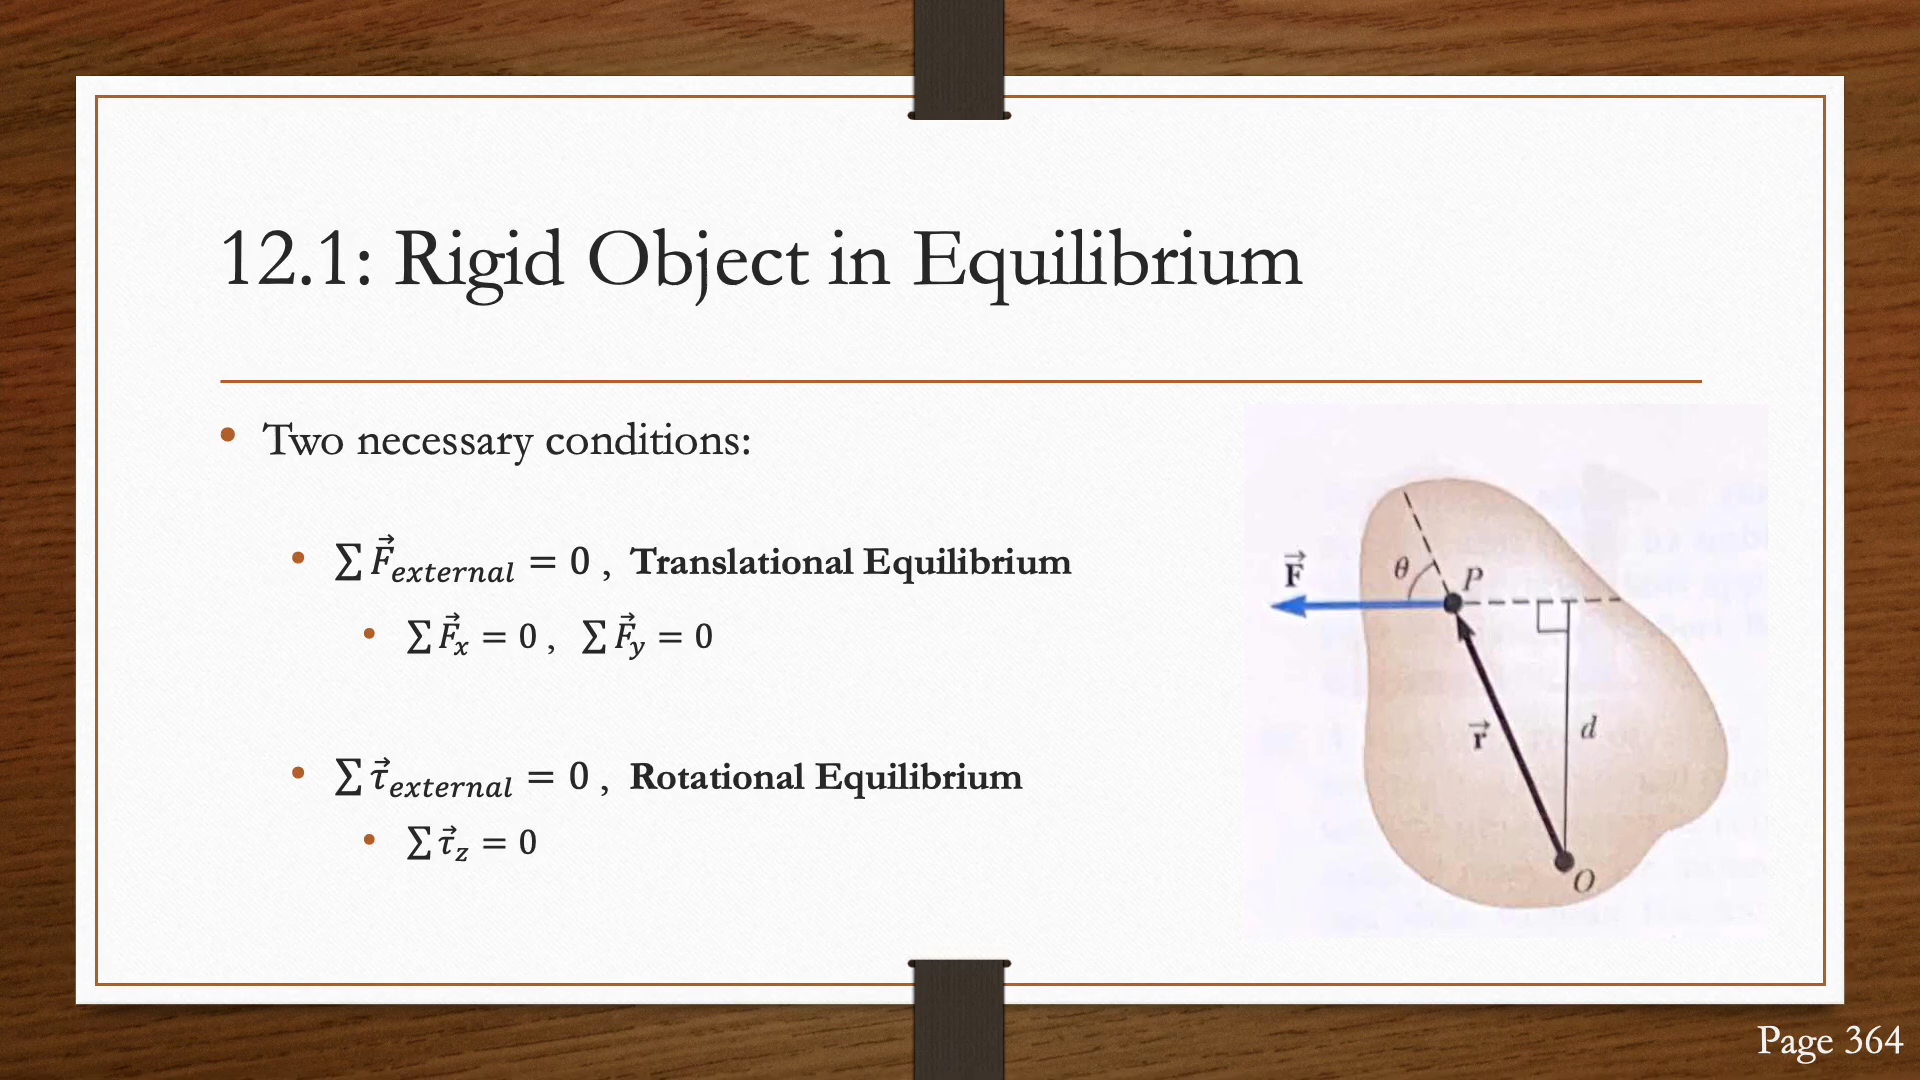 12.1: Rigid Object in Equilibrium
• Two necessary conditions:
• ∑ F⃗external = 0 , Translational Equilibrium
• ∑ F⃗x = 0 , ∑ F⃗y = 0
• ∑ τ⃗external = 0 , Rotational Equilibrium
• ∑ τ⃗z = 0
F⃗
θ
P
r⃗
d
O
Page 364